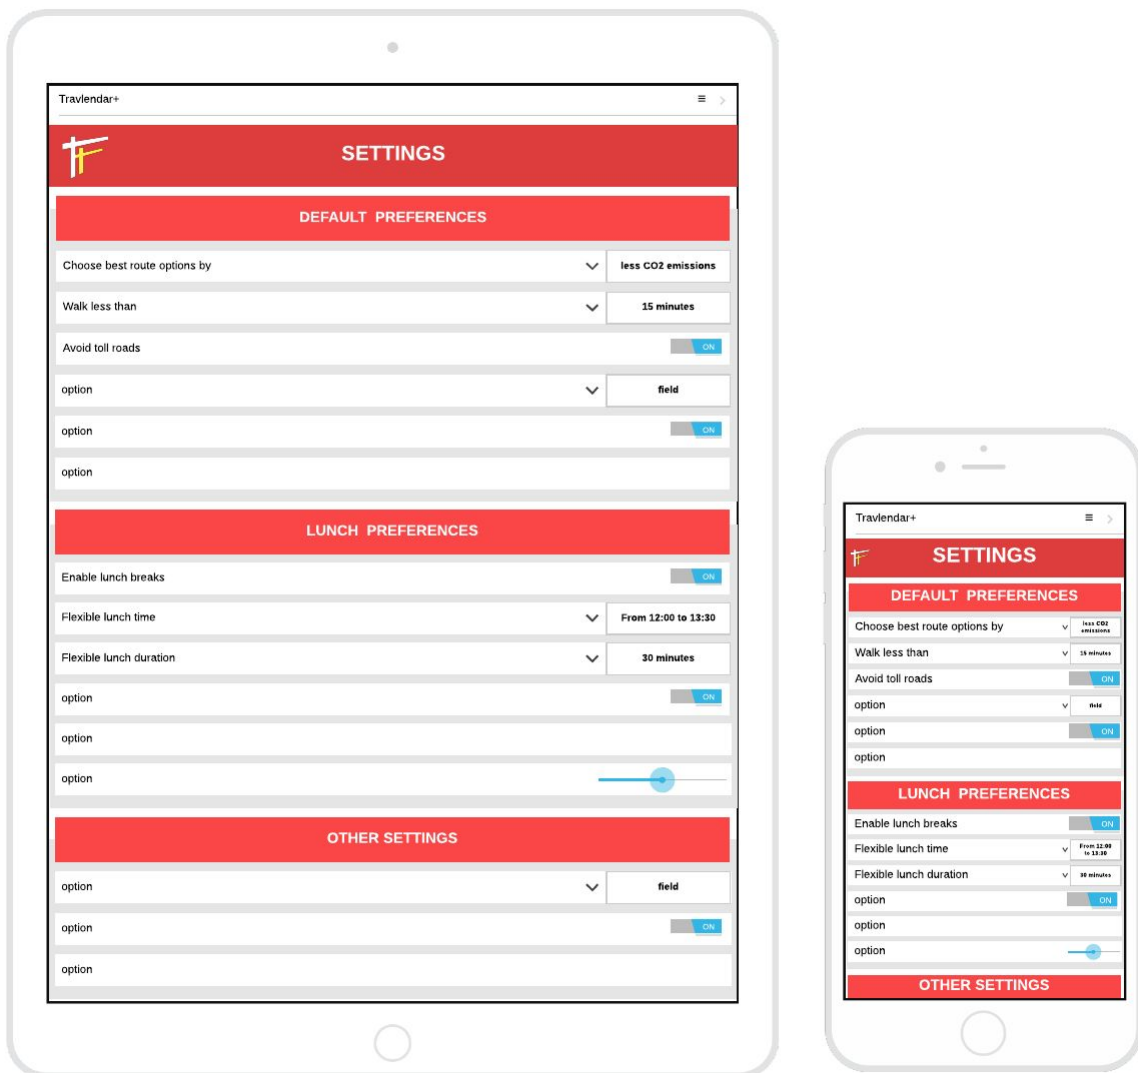 Travlendar+
SETTINGS
DEFAULT PREFERENCES
Choose best route options by
less CO2 emissions
Walk less than
15 minutes
Avoid toll roads
ON
option
field
option
ON
option
LUNCH PREFERENCES
Enable lunch breaks
ON
Flexible lunch time
From 12:00 to 13:30
Flexible lunch duration
30 minutes
option
ON
option
option
OTHER SETTINGS
option
field
option
ON
option
Travlendar+
SETTINGS
DEFAULT PREFERENCES
Choose best route options by
less CO2
emissions
Walk less than
15 minutes
Avoid toll roads
ON
option
field
option
ON
option
LUNCH PREFERENCES
Enable lunch breaks
ON
Flexible lunch time
From 12:00
to 13:30
Flexible lunch duration
30 minutes
option
ON
option
option
OTHER SETTINGS